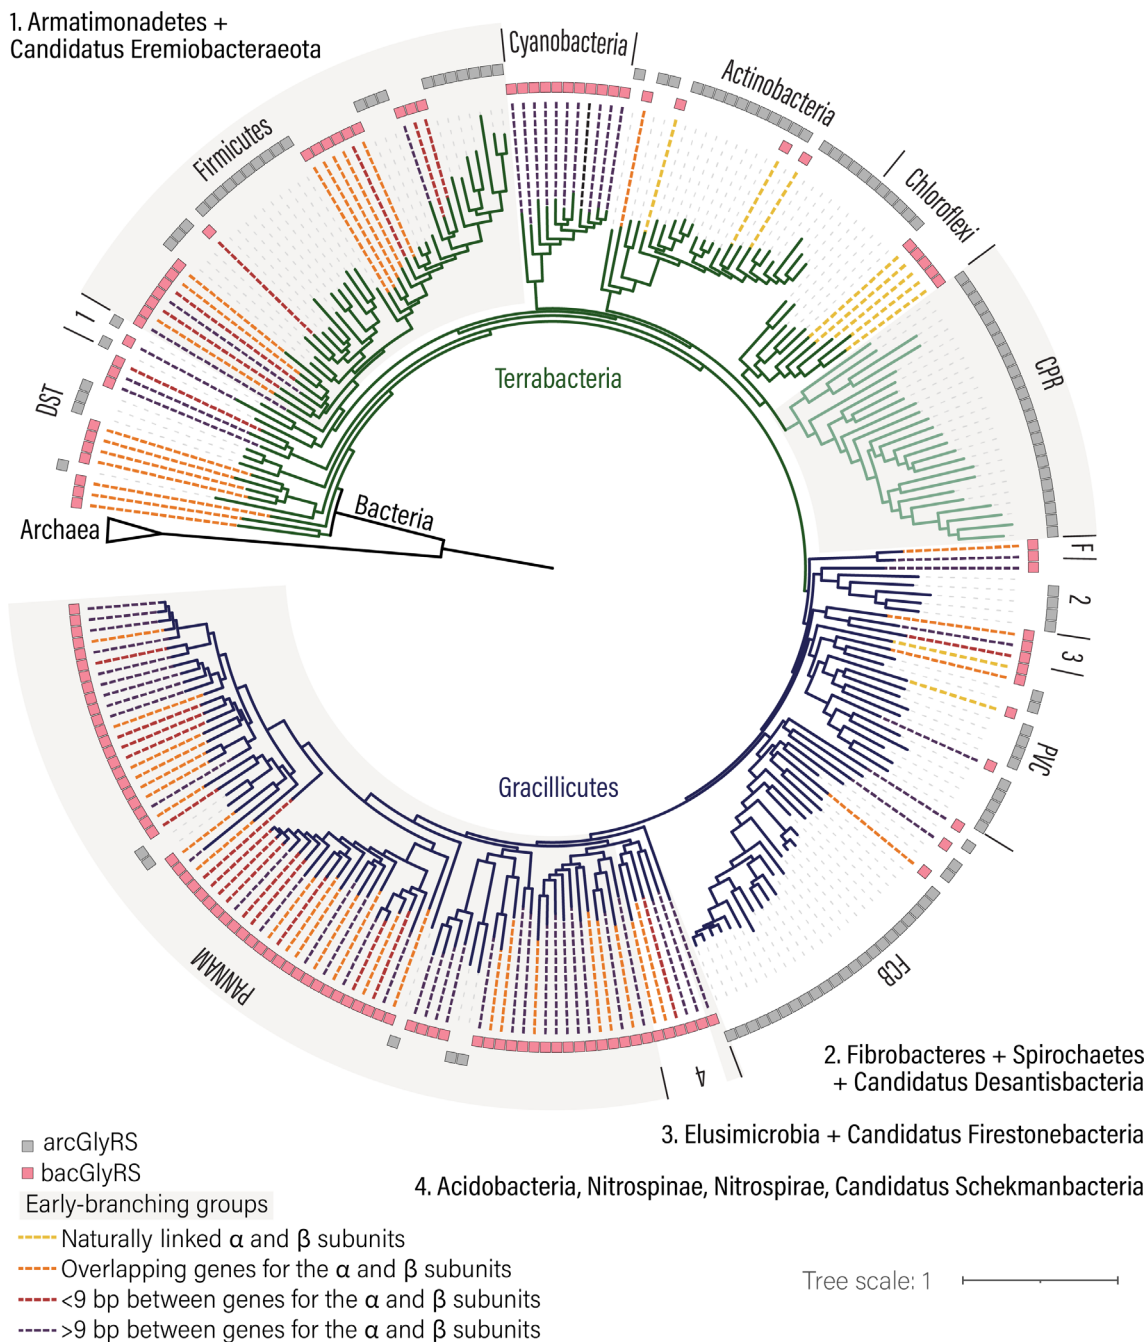 1. Armatimonadetes +
Candidatus Eremiobacteraeota
Cyanobacteria
Actinobacteria
Firmicutes
Chloroflexi
1
CPR
DST
Terrabacteria
Bacteria
Archaea
F
2
3
PVC
Gracillicutes
FCB
PANNAM
4
2. Fibrobacteres + Spirochaetes
+ Candidatus Desantisbacteria
3. Elusimicrobia + Candidatus Firestonebacteria
4. Acidobacteria, Nitrospinae, Nitrospirae, Candidatus Schekmanbacteria
arcGlyRS
bacGlyRS
Early-branching groups
Naturally linked α and β subunits
Overlapping genes for the α and β subunits
<9 bp between genes for the α and β subunits
>9 bp between genes for the α and β subunits
Tree scale: 1